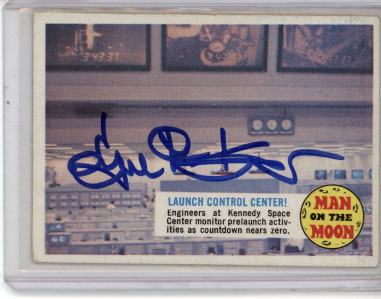 LAUNCH CONTROL CENTER!
Engineers at Kennedy Space
Center monitor prelaunch activ-
ities as countdown nears zero.
MAN
ON THE
MOON